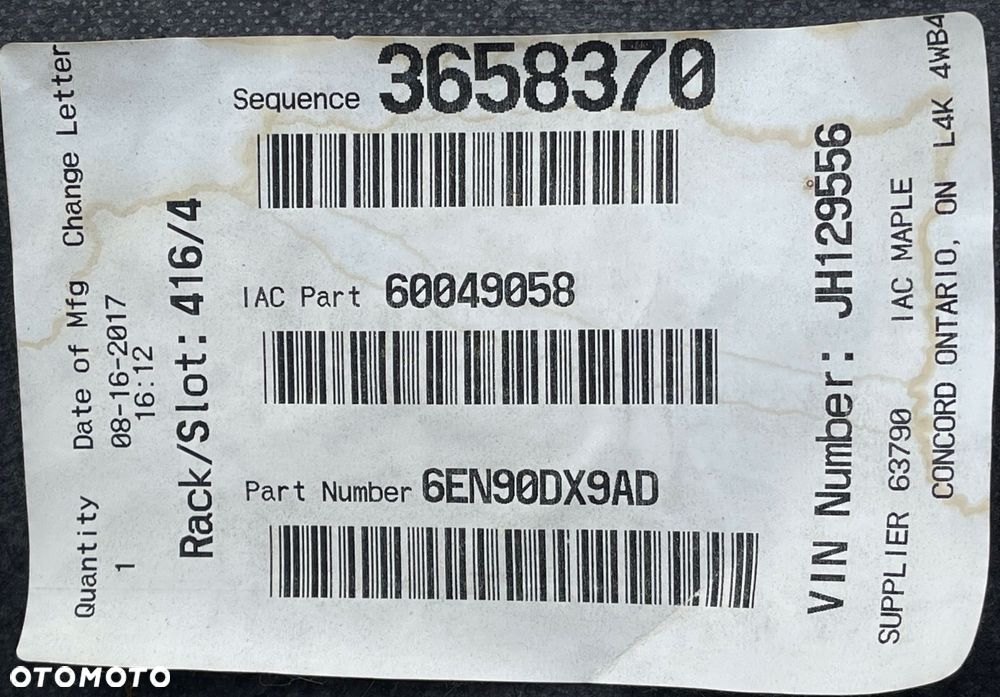 Sequence 3658370
IAC Part 60049058
Part Number 6EN90DX9AD
Change Letter
Date of Mfg
08-16-2017
16:12
Quantity
1
Rack/Slot: 416/4
VIN Number: JH129556
SUPPLIER 63790 IAC MAPLE
CONCORD ONTARIO, ON L4K 4WB4
OTOMOTO